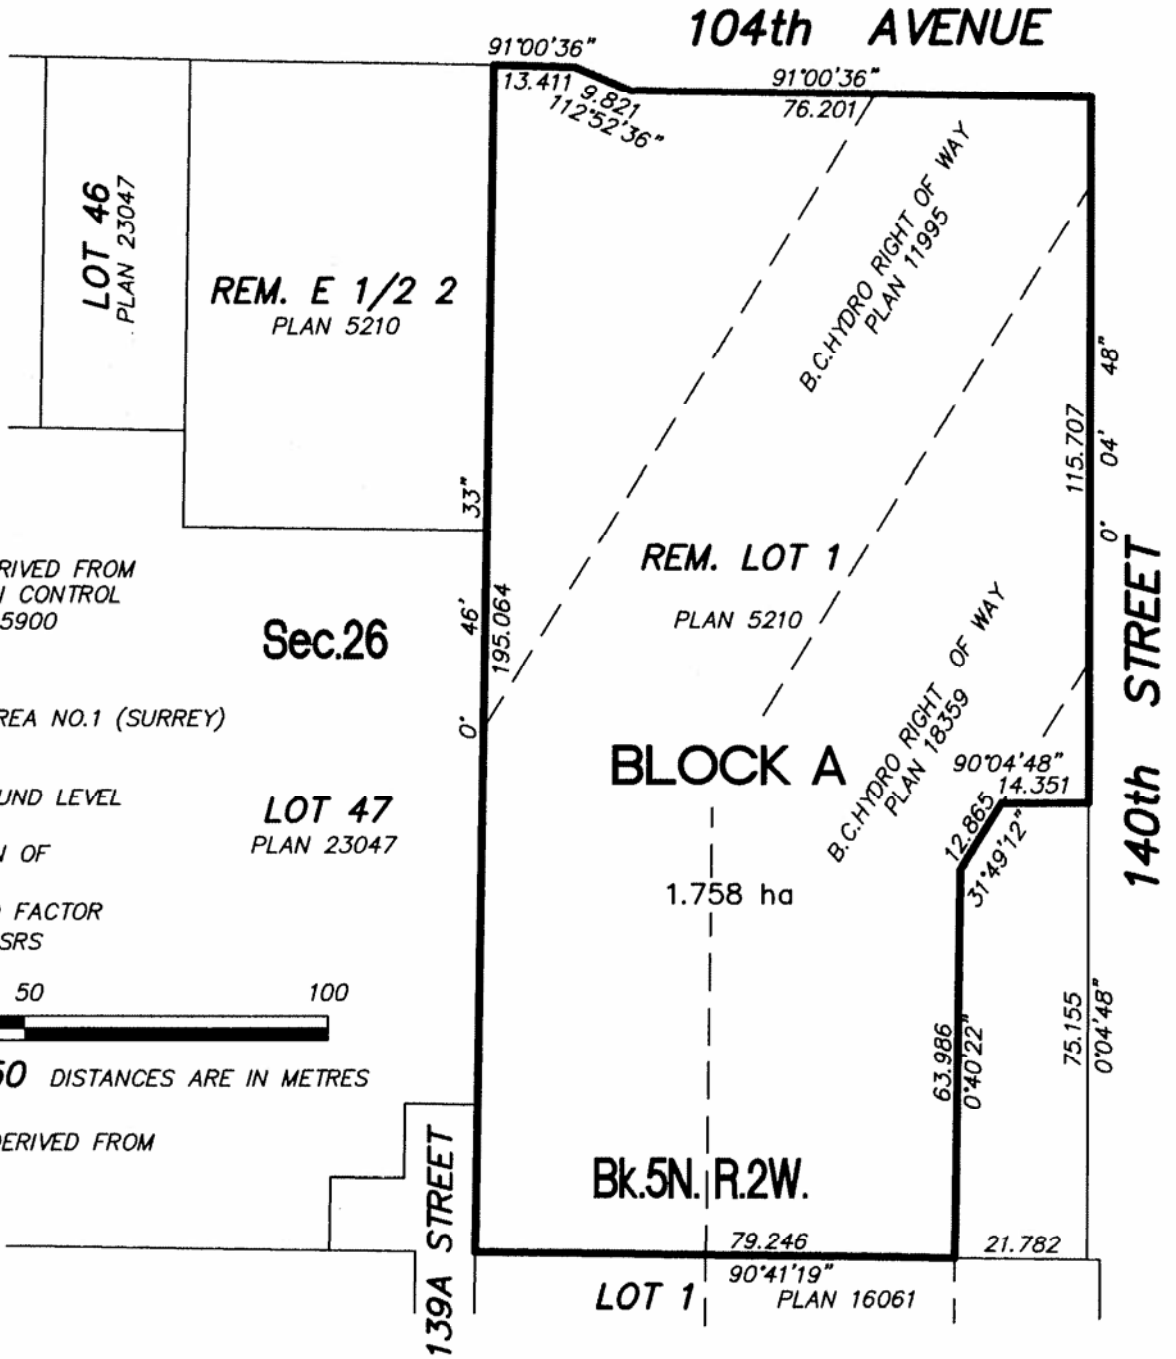 104th AVENUE
91°00'36"
13.411
9.821
112°52'36"
91°00'36"
76.201
LOT 46
PLAN 23047
REM. E 1/2 2
PLAN 5210
B.C.HYDRO RIGHT OF WAY
PLAN 11995
0° 46' 33"
195.064
115.707
0° 04' 48"
REM. LOT 1
PLAN 5210
140th STREET
RIVED FROM
CONTROL
5900
Sec.26
REA NO.1 (SURREY)
UND LEVEL
N OF
FACTOR
SRS
LOT 47
PLAN 23047
BLOCK A
1.758 ha
B.C.HYDRO RIGHT OF WAY
PLAN 18359
90°04'48"
14.351
12.865
31°49'12"
50 100
50 DISTANCES ARE IN METRES
DERIVED FROM
63.986
0°40'22"
75.155
0°04'48"
139A STREET
Bk.5N. R.2W.
79.246
90°41'19"
21.782
LOT 1
PLAN 16061